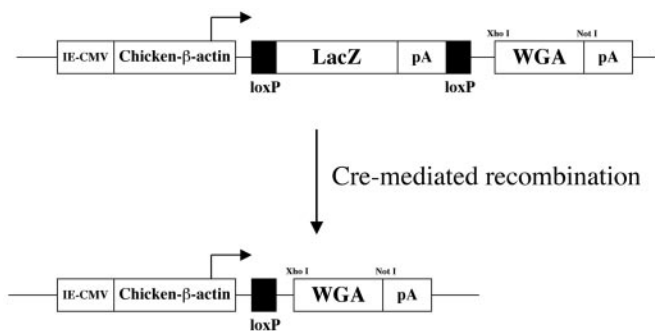 Xho I Not I
IE-CMV Chicken-β-actin LacZ pA WGA pA
loxP loxP
Cre-mediated recombination
Xho I Not I
IE-CMV Chicken-β-actin WGA pA
loxP